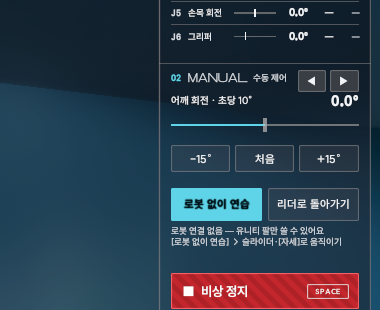 J5 손목 회전 0.0° — —
J6 그리퍼 0.0° — —
02 MANUAL 수동 제어 ◀ ▶
어깨 회전 · 초당 10° 0.0°
-15° 처음 +15°
로봇 없이 연습 리더로 돌아가기
로봇 연결 없음 — 유니티 팔만 쓸 수 있어요
[로봇 없이 연습] > 슬라이더·[자세]로 움직이기
비상 정지 SPACE